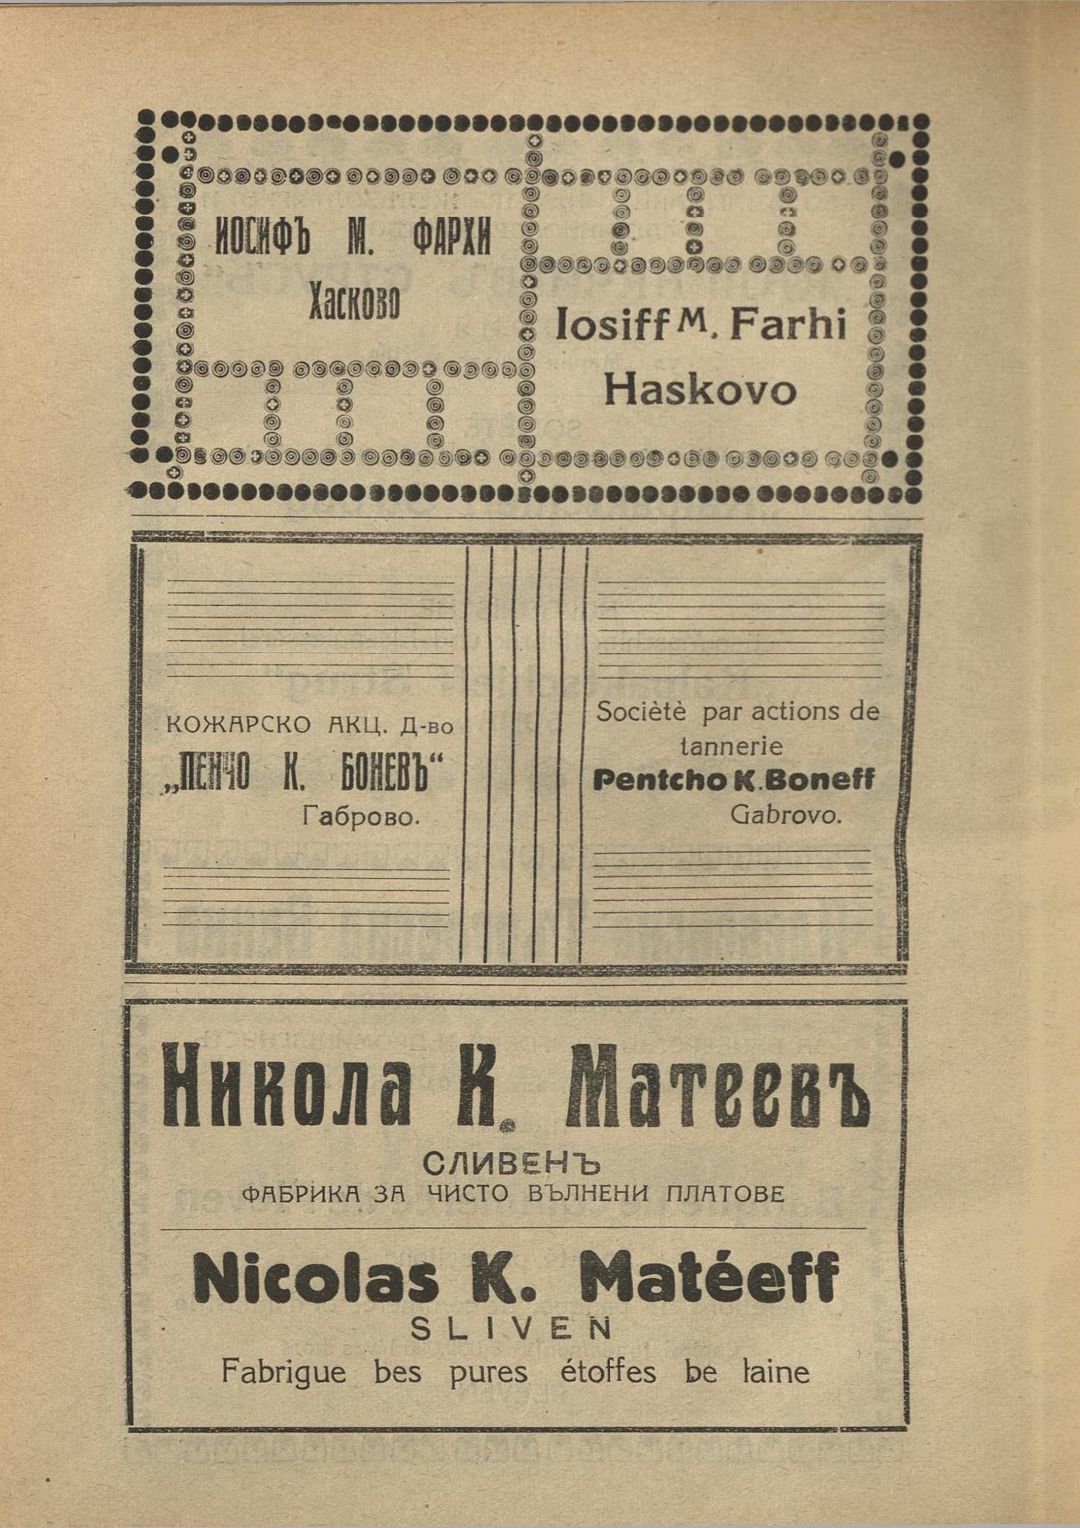 ИОСИФЪ М. ФАРХИ
Хасково
Iosiff M. Farhi
Haskovo
КОЖАРСКО АКЦ. Д-во
„ПЕНЧО К. БОНЕВЪ“
Габрово.
Sociètè par actions de
tannerie
Pentcho K. Boneff
Gabrovo.
Никола К. Матеевъ
СЛИВЕНЪ
ФАБРИКА ЗА ЧИСТО ВЪЛНЕНИ ПЛАТОВЕ
Nicolas K. Matéeff
SLIVEN
Fabrigue bes pures étoffes be laine